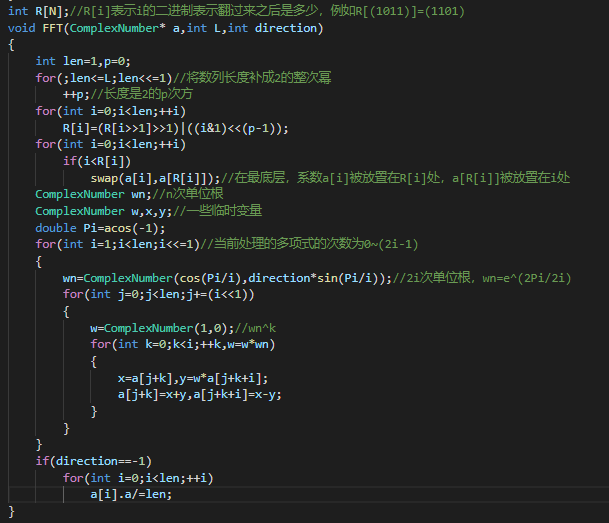 int R[N];//R[i]表示i的二进制表示翻过来之后是多少，例如R[(1011)]=(1101)
void FFT(ComplexNumber* a,int L,int direction)
{
    int len=1,p=0;
    for(;len<=L;len<<=1)//将数列长度补成2的整次幂
        ++p;//长度是2的p次方
    for(int i=0;i<len;++i)
        R[i]=(R[i>>1]>>1)|((i&1)<<(p-1));
    for(int i=0;i<len;++i)
        if(i<R[i])
            swap(a[i],a[R[i]]);//在最底层，系数a[i]被放置在R[i]处，a[R[i]]被放置在i处
    ComplexNumber wn;//n次单位根
    ComplexNumber w,x,y;//一些临时变量
    double Pi=acos(-1);
    for(int i=1;i<len;i<<=1)//当前处理的多项式的次数为0~(2i-1)
    {
        wn=ComplexNumber(cos(Pi/i),direction*sin(Pi/i));//2i次单位根，wn=e^(2Pi/2i)
        for(int j=0;j<len;j+=(i<<1))
        {
            w=ComplexNumber(1,0);//wn^k
            for(int k=0;k<i;++k,w=w*wn)
            {
                x=a[j+k],y=w*a[j+k+i];
                a[j+k]=x+y,a[j+k+i]=x-y;
            }
        }
    }
    if(direction==-1)
        for(int i=0;i<len;++i)
            a[i].a/=len;
}